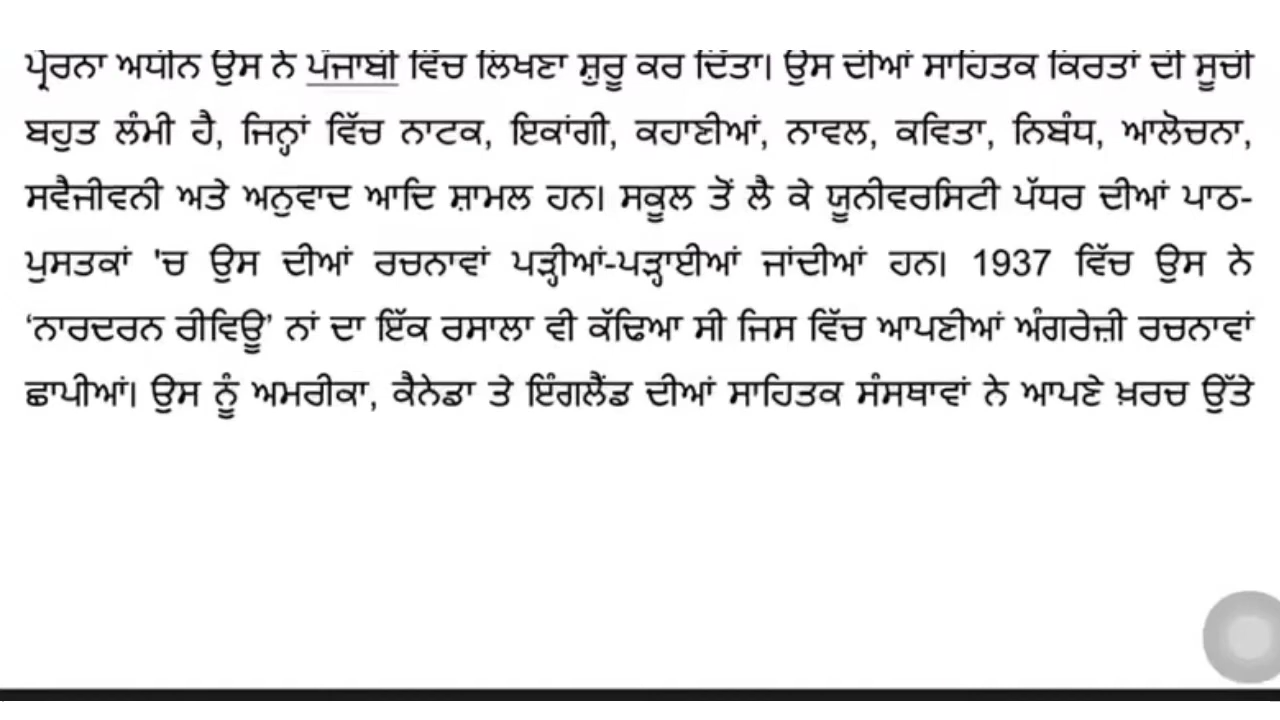 ਪ੍ਰੇਰਨਾ ਅਧੀਨ ਉਸ ਨੇ ਪੰਜਾਬੀ ਵਿੱਚ ਲਿਖਣਾ ਸ਼ੁਰੂ ਕਰ ਦਿੱਤਾ। ਉਸ ਦੀਆਂ ਸਾਹਿਤਕ ਕਿਰਤਾਂ ਦੀ ਸੂਚੀ
ਬਹੁਤ ਲੰਮੀ ਹੈ, ਜਿਨ੍ਹਾਂ ਵਿੱਚ ਨਾਟਕ, ਇਕਾਂਗੀ, ਕਹਾਣੀਆਂ, ਨਾਵਲ, ਕਵਿਤਾ, ਨਿਬੰਧ, ਆਲੋਚਨਾ,
ਸਵੈਜੀਵਨੀ ਅਤੇ ਅਨੁਵਾਦ ਆਦਿ ਸ਼ਾਮਲ ਹਨ। ਸਕੂਲ ਤੋਂ ਲੈ ਕੇ ਯੂਨੀਵਰਸਿਟੀ ਪੱਧਰ ਦੀਆਂ ਪਾਠ-
ਪੁਸਤਕਾਂ 'ਚ ਉਸ ਦੀਆਂ ਰਚਨਾਵਾਂ ਪੜ੍ਹੀਆਂ-ਪੜ੍ਹਾਈਆਂ ਜਾਂਦੀਆਂ ਹਨ। 1937 ਵਿੱਚ ਉਸ ਨੇ
‘ਨਾਰਦਰਨ ਰੀਵਿਊ’ ਨਾਂ ਦਾ ਇੱਕ ਰਸਾਲਾ ਵੀ ਕੱਢਿਆ ਸੀ ਜਿਸ ਵਿੱਚ ਆਪਣੀਆਂ ਅੰਗਰੇਜ਼ੀ ਰਚਨਾਵਾਂ
ਛਾਪੀਆਂ। ਉਸ ਨੂੰ ਅਮਰੀਕਾ, ਕੈਨੇਡਾ ਤੇ ਇੰਗਲੈਂਡ ਦੀਆਂ ਸਾਹਿਤਕ ਸੰਸਥਾਵਾਂ ਨੇ ਆਪਣੇ ਖ਼ਰਚ ਉੱਤੇ